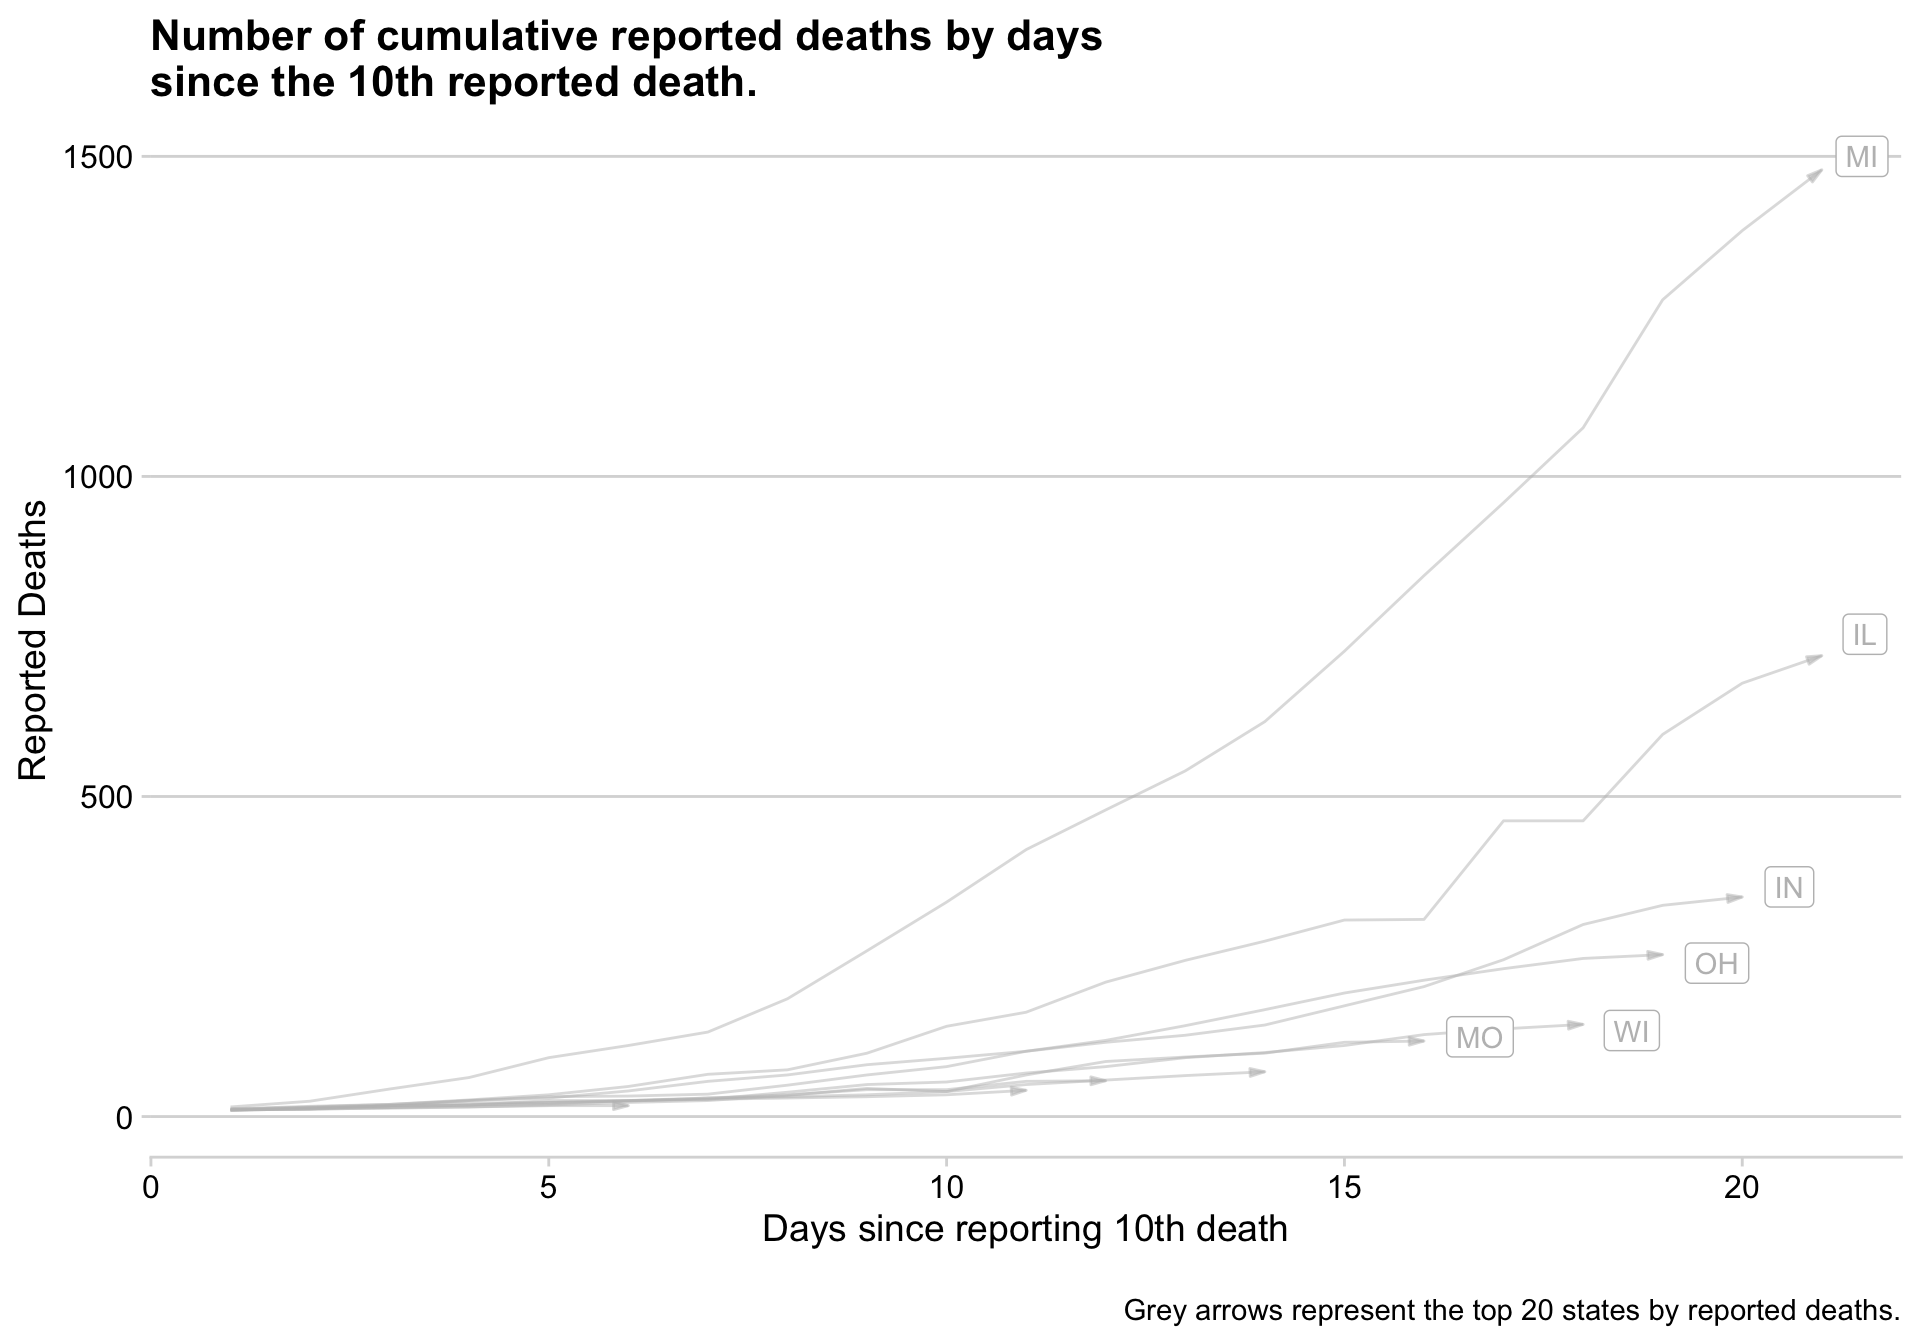 Number of cumulative reported deaths by days
since the 10th reported death.
1500
MI
1000
Reported Deaths
IL
500
IN
OH
MO
WI
0
0 5 10 15 20
Days since reporting 10th death
Grey arrows represent the top 20 states by reported deaths.